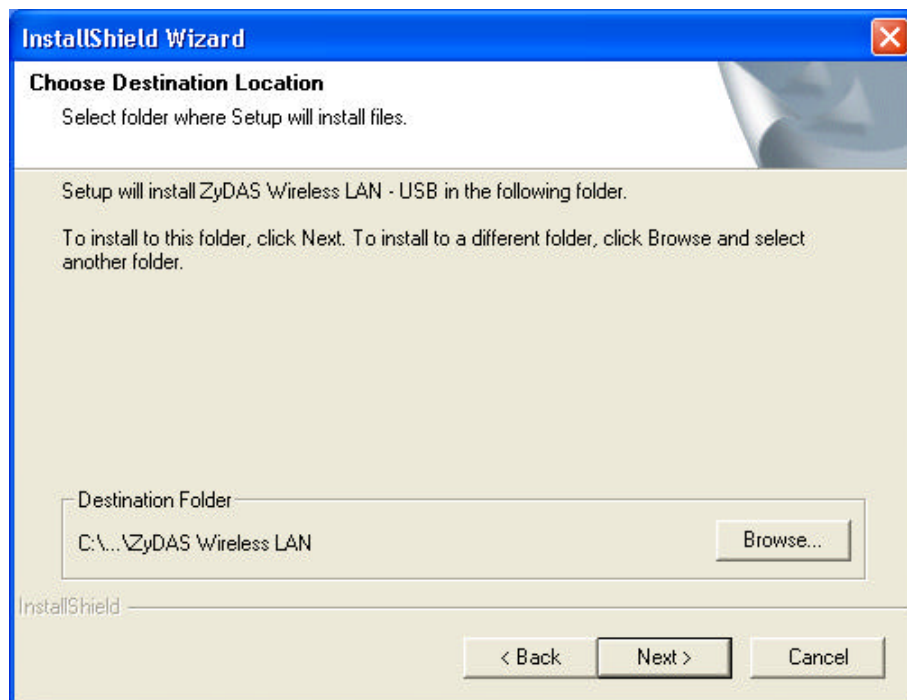 InstallShield Wizard
Choose Destination Location
Select folder where Setup will install files.
Setup will install ZyDAS Wireless LAN - USB in the following folder.
To install to this folder, click Next. To install to a different folder, click Browse and select
another folder.
Destination Folder
C:\...\ZyDAS Wireless LAN
Browse...
InstallShield
< Back
Next >
Cancel